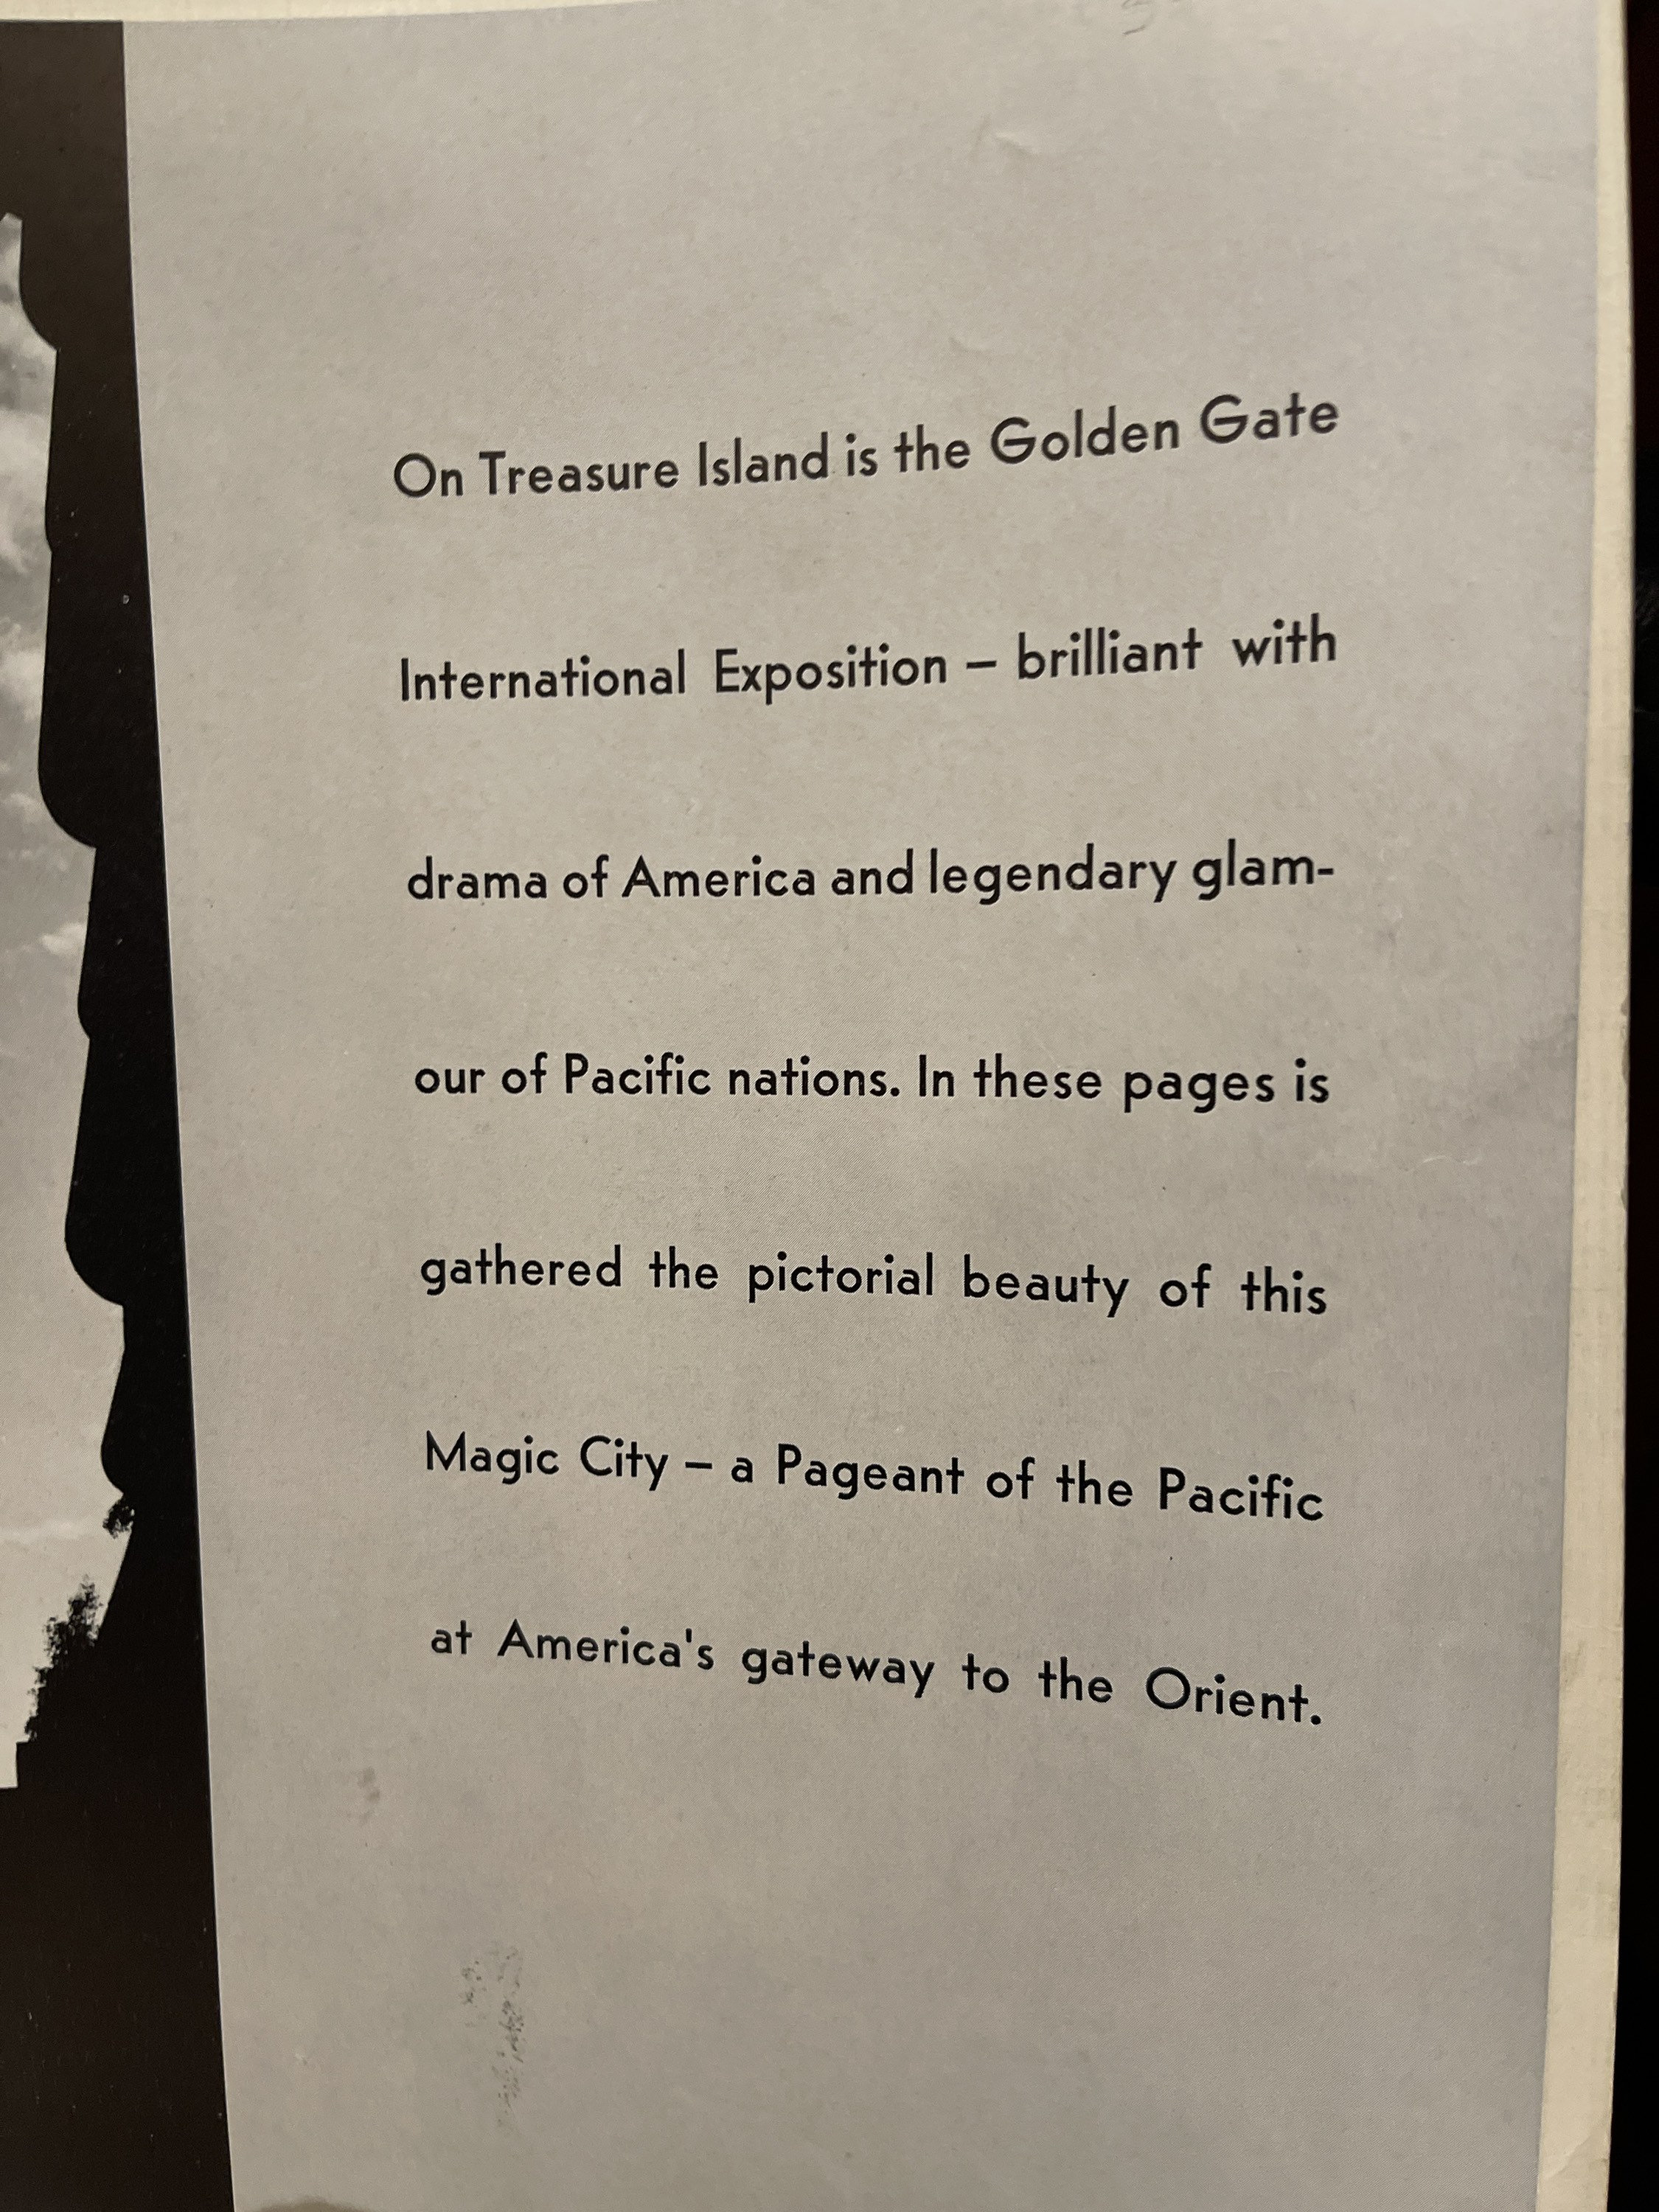 On Treasure Island is the Golden Gate
International Exposition – brilliant with
drama of America and legendary glam-
our of Pacific nations. In these pages is
gathered the pictorial beauty of this
Magic City – a Pageant of the Pacific
at America's gateway to the Orient.